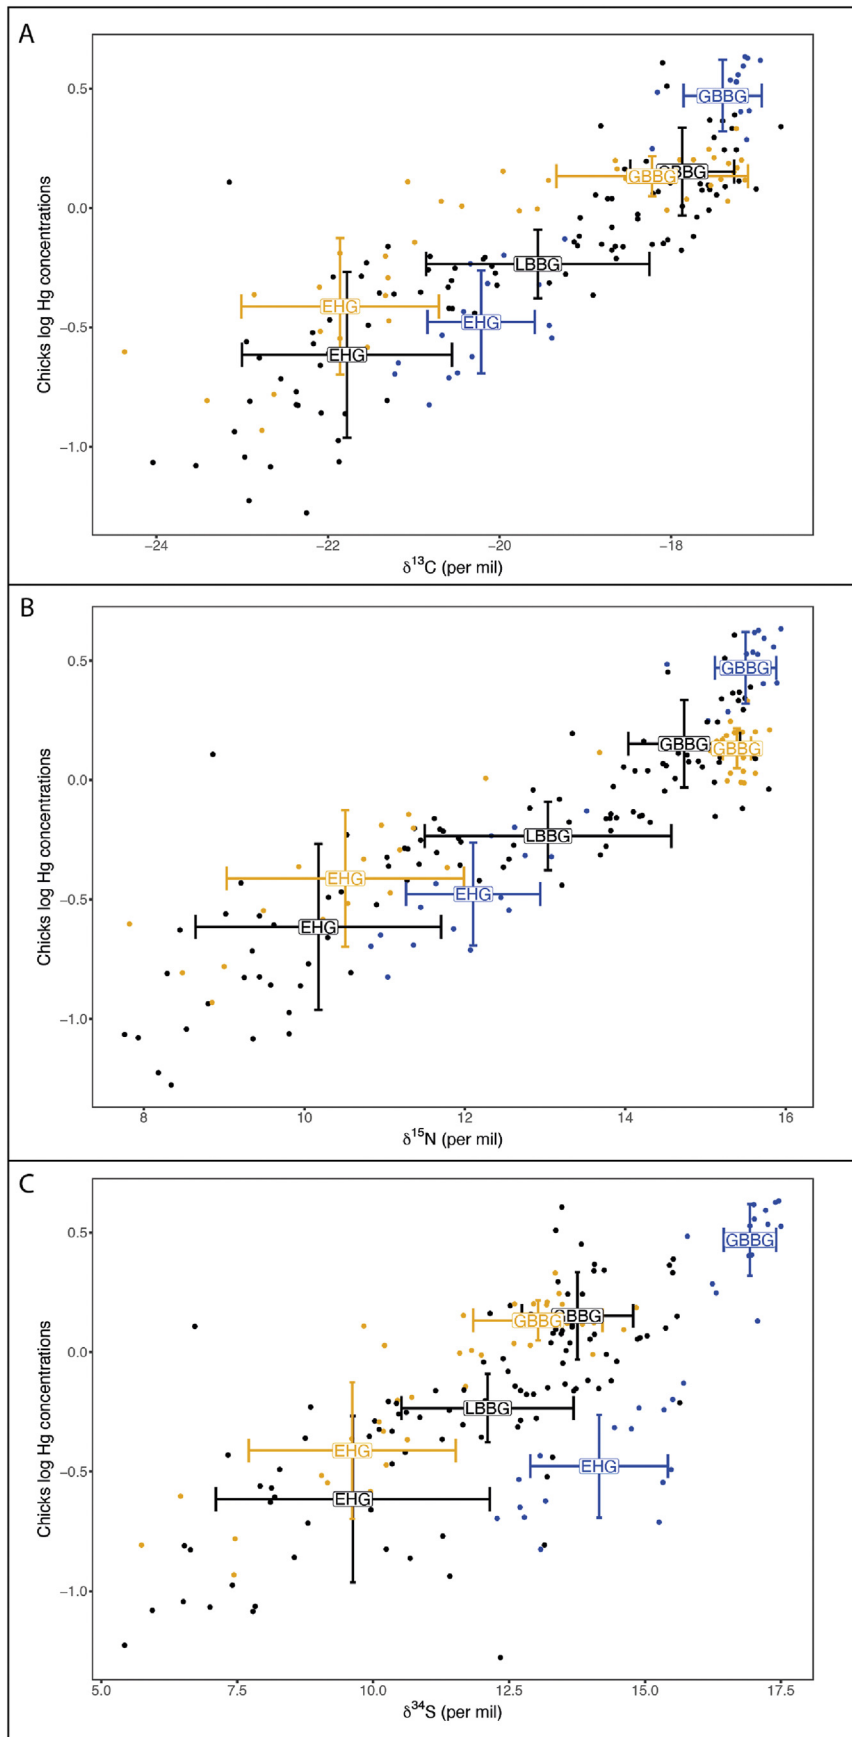 A
Chicks log Hg concentrations
0.5
0.0
−0.5
−1.0
GBBG
GBBG
GBBG
LBBG
EHG
EHG
EHG
−24
−22
−20
−18
δ13C (per mil)
B
Chicks log Hg concentrations
0.5
0.0
−0.5
−1.0
GBBG
GBBG
GBBG
LBBG
EHG
EHG
EHG
8
10
12
14
16
δ15N (per mil)
C
Chicks log Hg concentrations
0.5
0.0
−0.5
−1.0
GBBG
GBBG
GBBG
LBBG
EHG
EHG
EHG
5.0
7.5
10.0
12.5
15.0
17.5
δ34S (per mil)